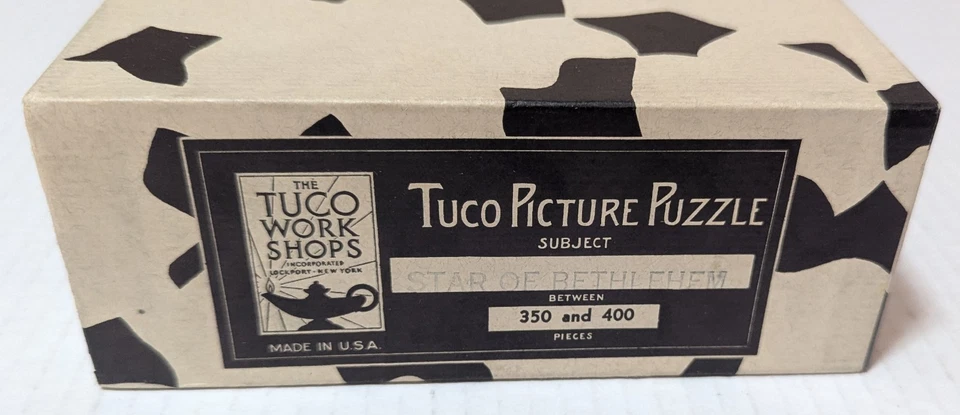 THE
TUCO
WORK
SHOPS
INCORPORATED
LOCKPORT-NEW YORK
MADE IN U.S.A.
TUCO PICTURE PUZZLE
SUBJECT
STAR OF BETHLEHEM
BETWEEN
350 and 400
PIECES